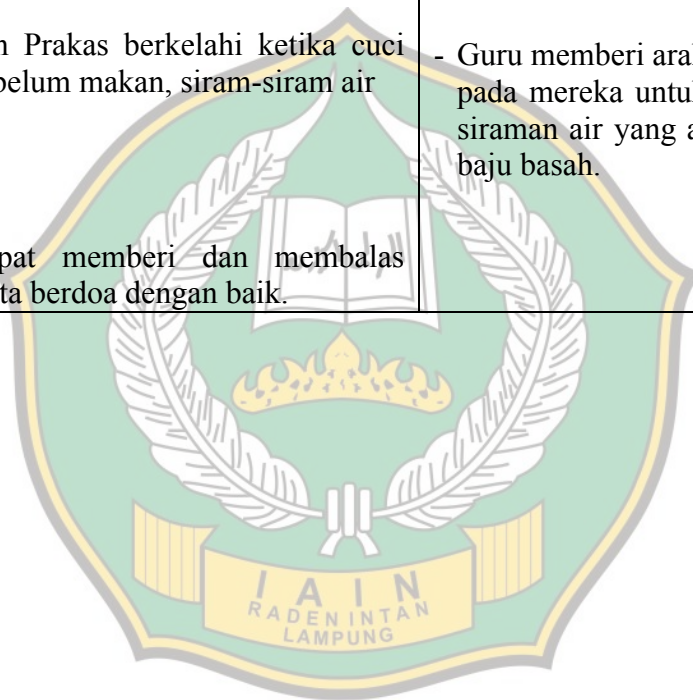 n Prakas berkelahi ketika cuci
belum makan, siram-siram air
pat memberi dan membalas
ta berdoa dengan baik.
- Guru memberi ara
pada mereka untu
siraman air yang a
baju basah.
IAIN
RADEN INTAN
LAMPUNG